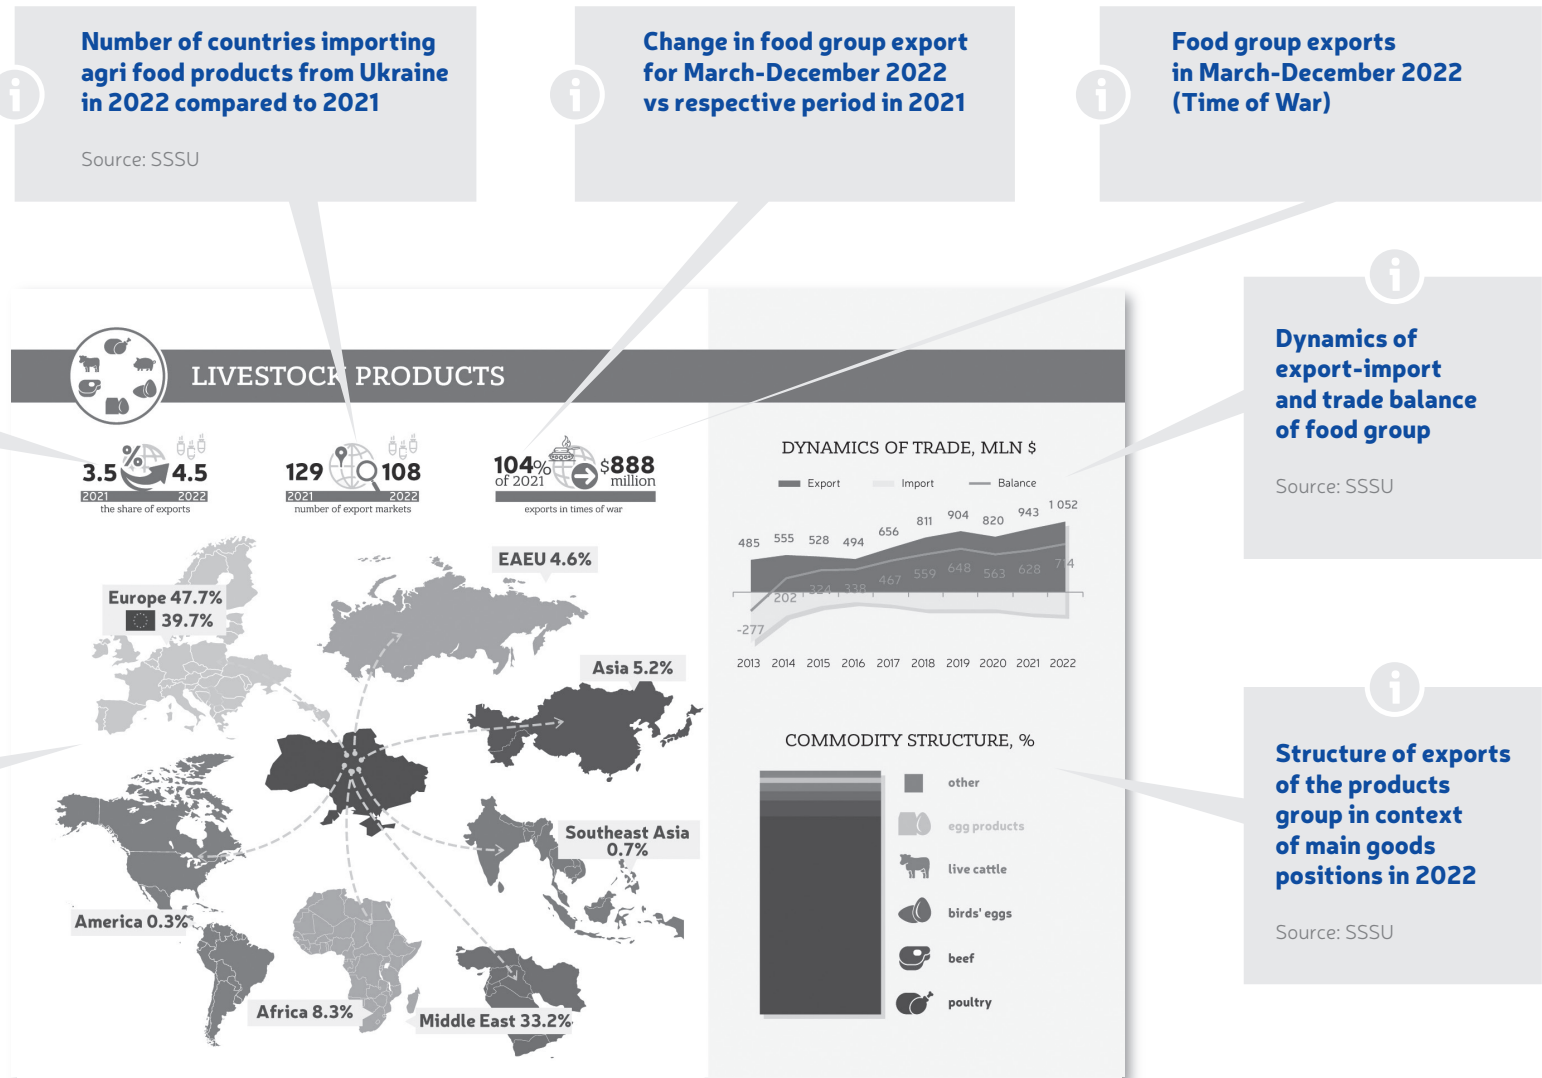 Number of countries importing
agri food products from Ukraine
in 2022 compared to 2021
Source: SSSU
Change in food group export
for March-December 2022
vs respective period in 2021
Food group exports
in March-December 2022
(Time of War)
Dynamics of
export-import
and trade balance
of food group
Source: SSSU
Structure of exports
of the products
group in context
of main goods
positions in 2022
Source: SSSU
LIVESTOCK PRODUCTS
3.5 % 4.5
2021 2022
the share of exports
129 108
2021 2022
number of export markets
104% of 2021
$888 million
exports in times of war
EAEU 4.6%
Europe 47.7%
39.7%
Asia 5.2%
Southeast Asia
0.7%
America 0.3%
Africa 8.3%
Middle East 33.2%
DYNAMICS OF TRADE, MLN $
Export Import Balance
485 555 528 494 656 811 904 820 943 1 052
-277 202 324 338 467 559 648 563 628 714
2013 2014 2015 2016 2017 2018 2019 2020 2021 2022
COMMODITY STRUCTURE, %
other
egg products
live cattle
birds' eggs
beef
poultry